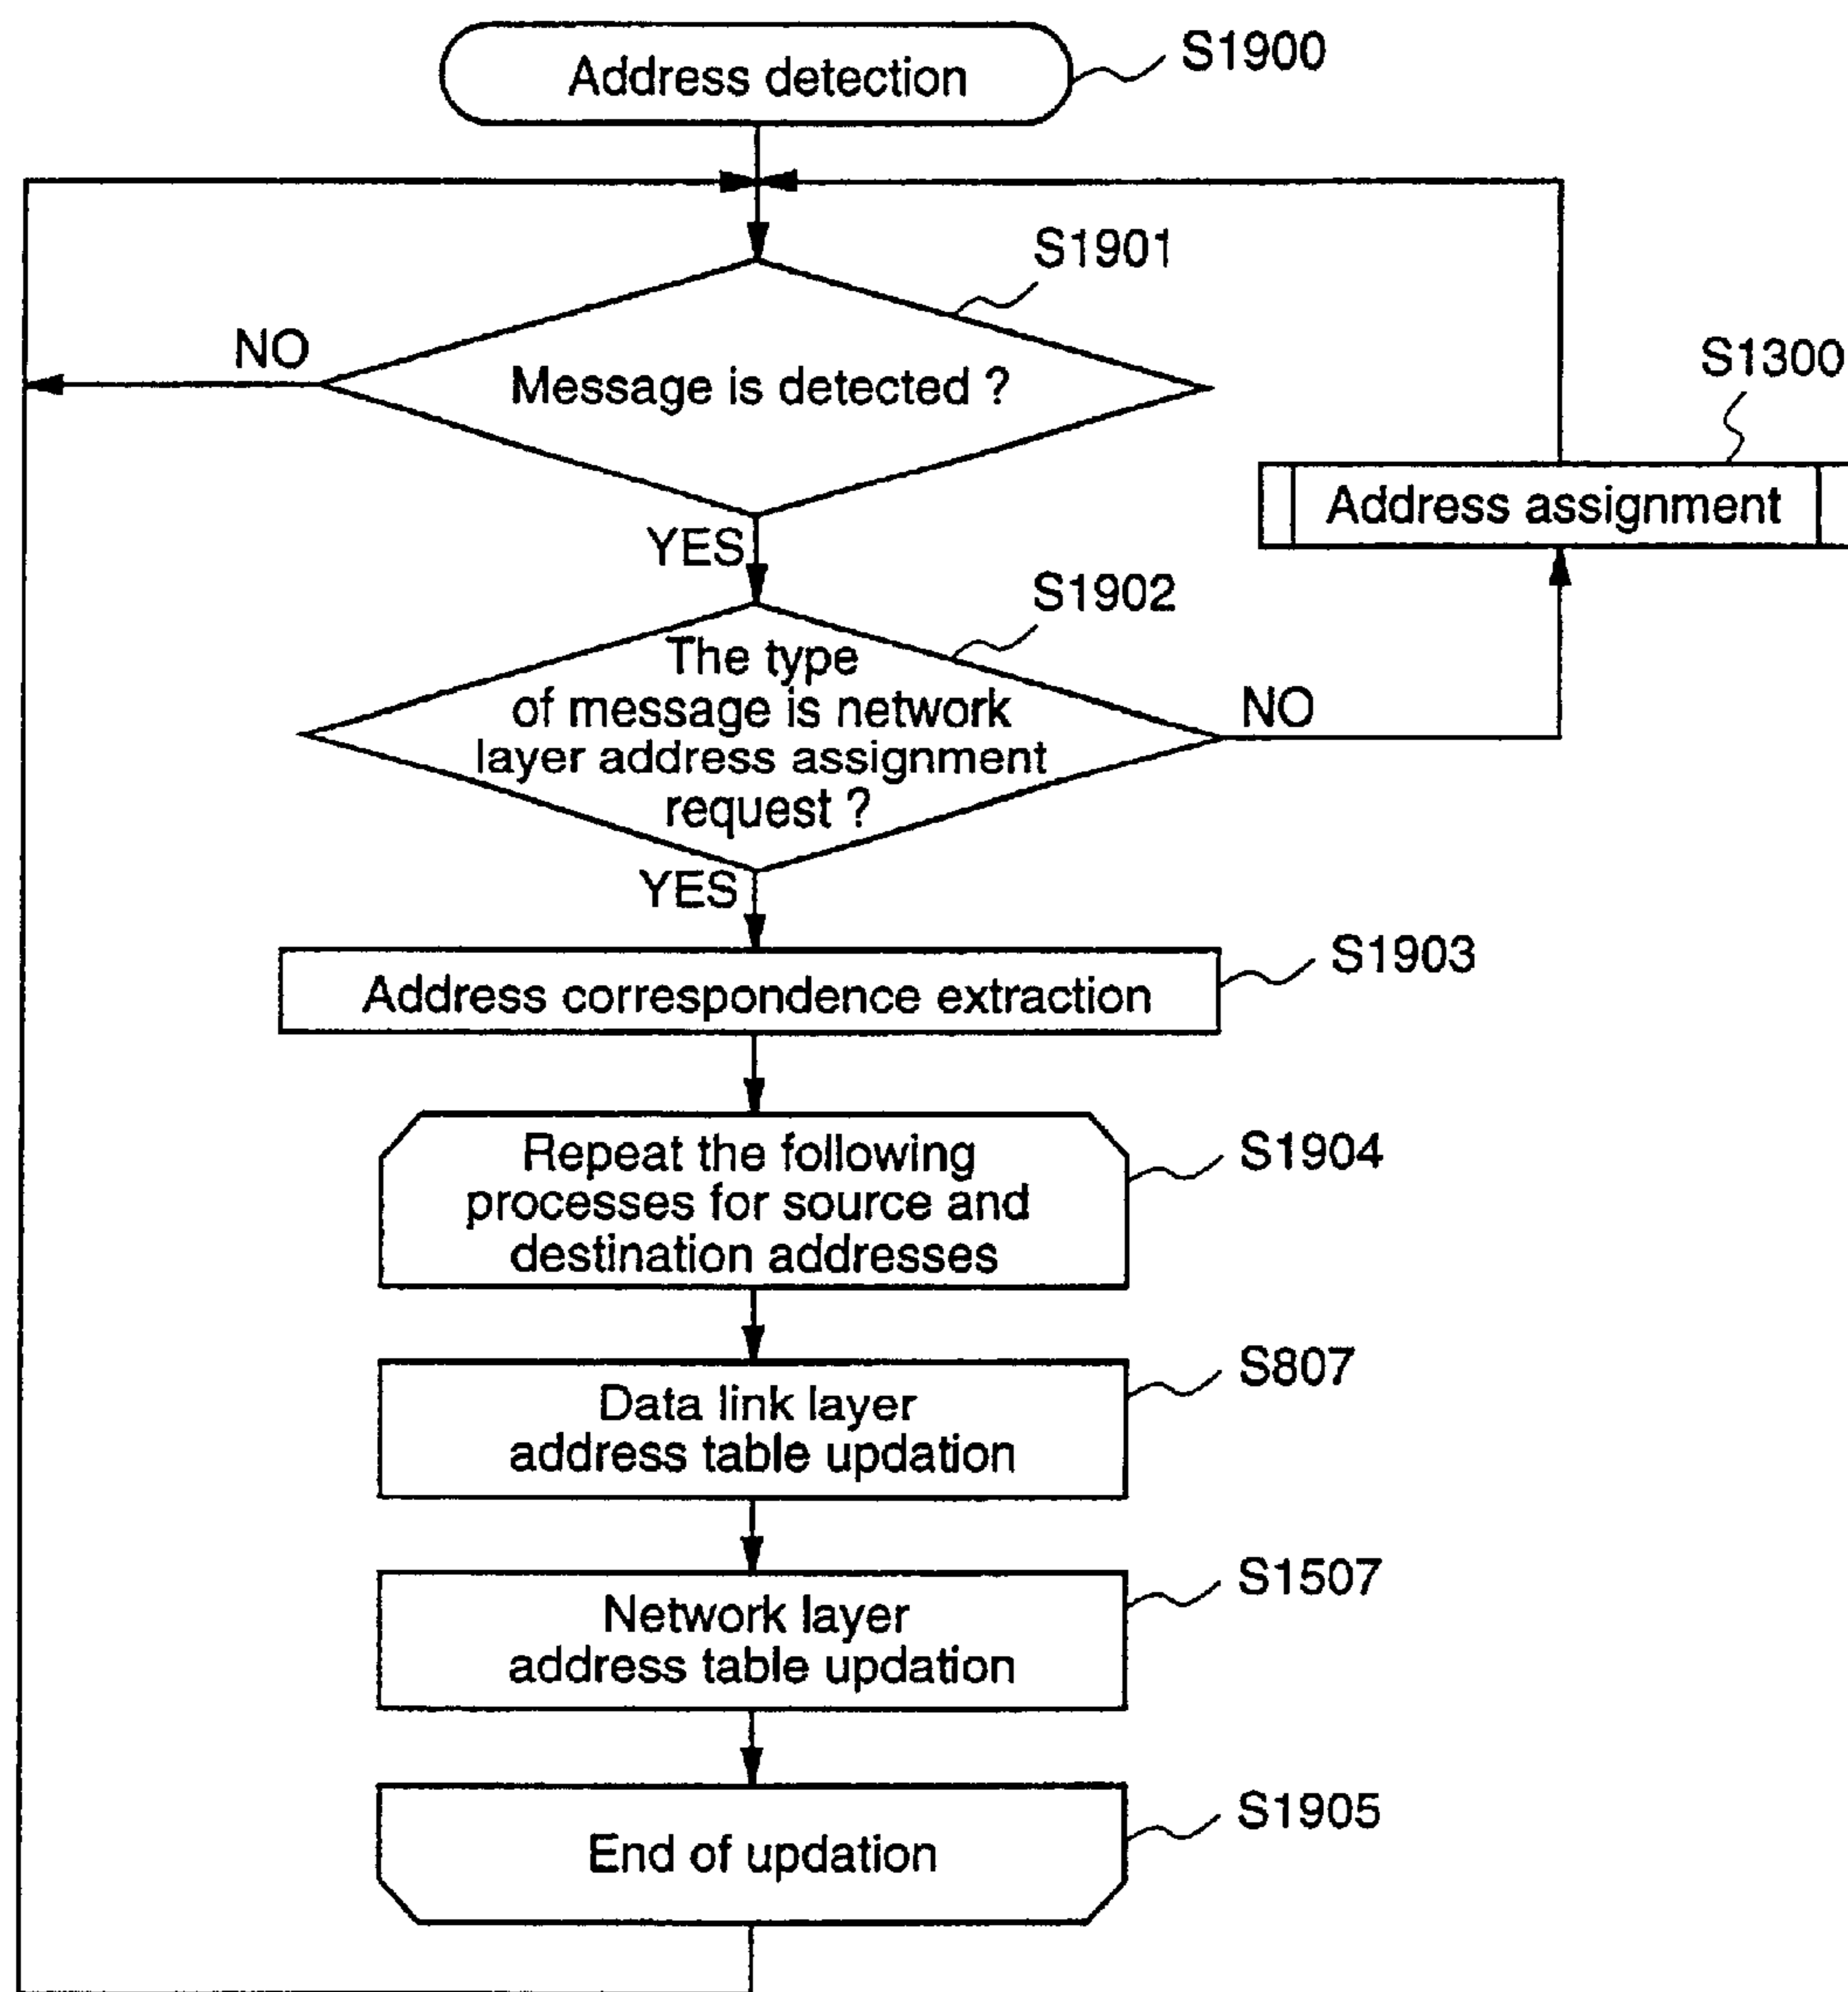 Address detection
S1900
S1901
NO
Message is detected ?
S1300
Address assignment
YES
S1902
The type
of message is network
layer address assignment
request ?
NO
YES
S1903
Address correspondence extraction
S1904
Repeat the following
processes for source and
destination addresses
S807
Data link layer
address table updation
S1507
Network layer
address table updation
S1905
End of updation